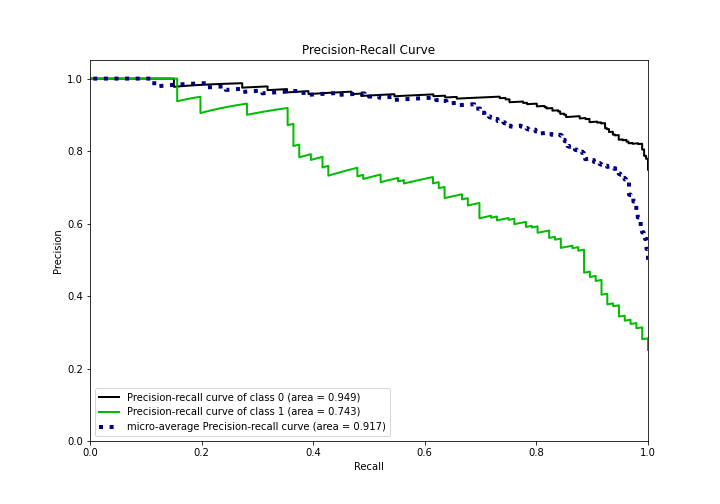 Precision-Recall Curve
1.0
0.8
0.6
0.4
0.2
0.0
Precision
Precision-recall curve of class 0 (area = 0.949)
Precision-recall curve of class 1 (area = 0.743)
micro-average Precision-recall curve (area = 0.917)
0.0 0.2 0.4 0.6 0.8 1.0
Recall